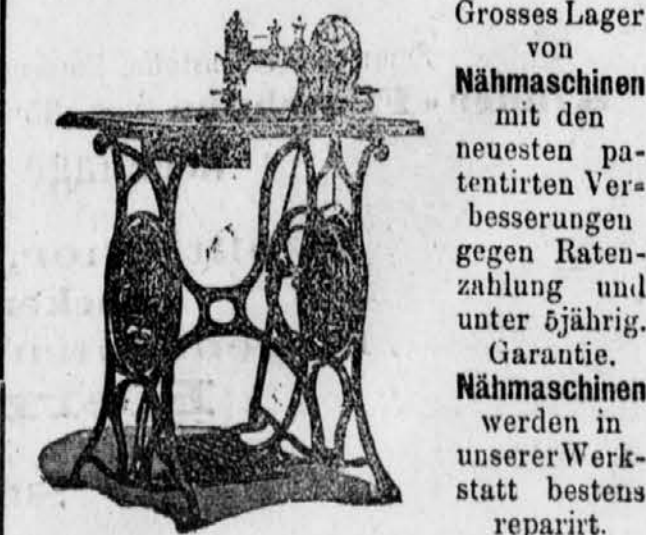 Grosses Lager
von
Nähmaschinen
mit den
neuesten pa-
tentirten Ver=
besserungen
gegen Raten-
zahlung und
unter 5jährig.
Garantie.
Nähmaschinen
werden in
unserer Werk-
statt bestens
reparirt.